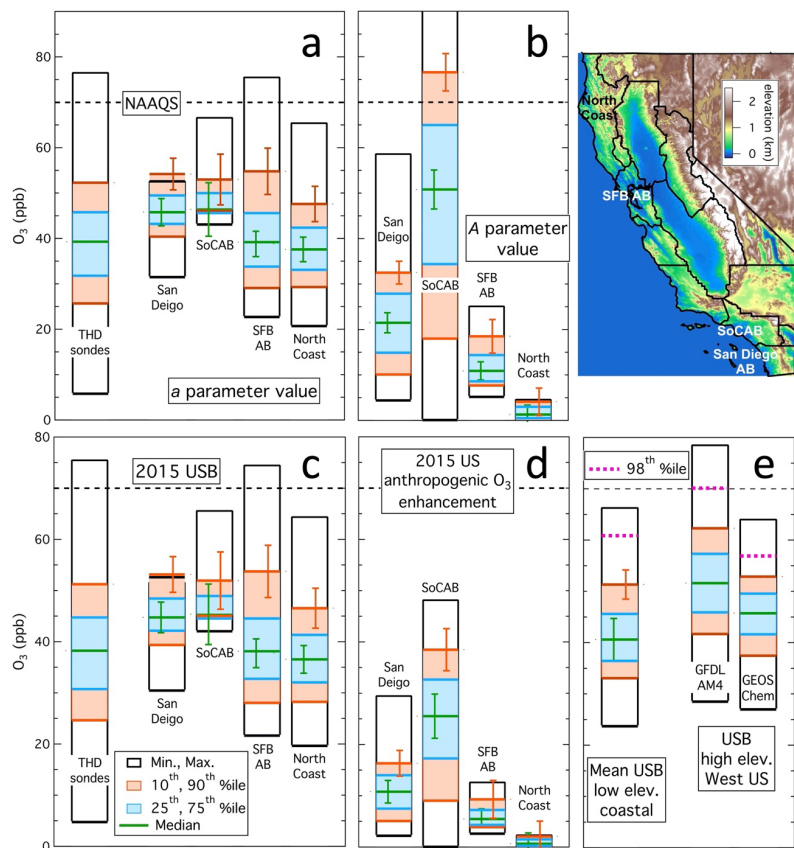 80
60
40
20
0
O3 (ppb)
a
NAAQS
THD
sondes
San
Deigo
SoCAB
SFB
AB
North
Coast
a parameter value
b
San
Deigo
SoCAB
A parameter
value
SFB
AB
North
Coast
North
Coast
SFB AB
SoCAB
San Diego
AB
elevation (km)
2
1
0
80
60
40
20
0
O3 (ppb)
c
2015 USB
THD
sondes
San
Deigo
SoCAB
SFB
AB
North
Coast
Min., Max.
10th, 90th %ile
25th, 75th %ile
Median
d
2015 US
anthropogenic O3
enhancement
San
Deigo
SoCAB
SFB
AB
North
Coast
e
98th %ile
GFDL
AM4
GEOS
Chem
Mean USB
low elev.
coastal
USB
high elev.
West US